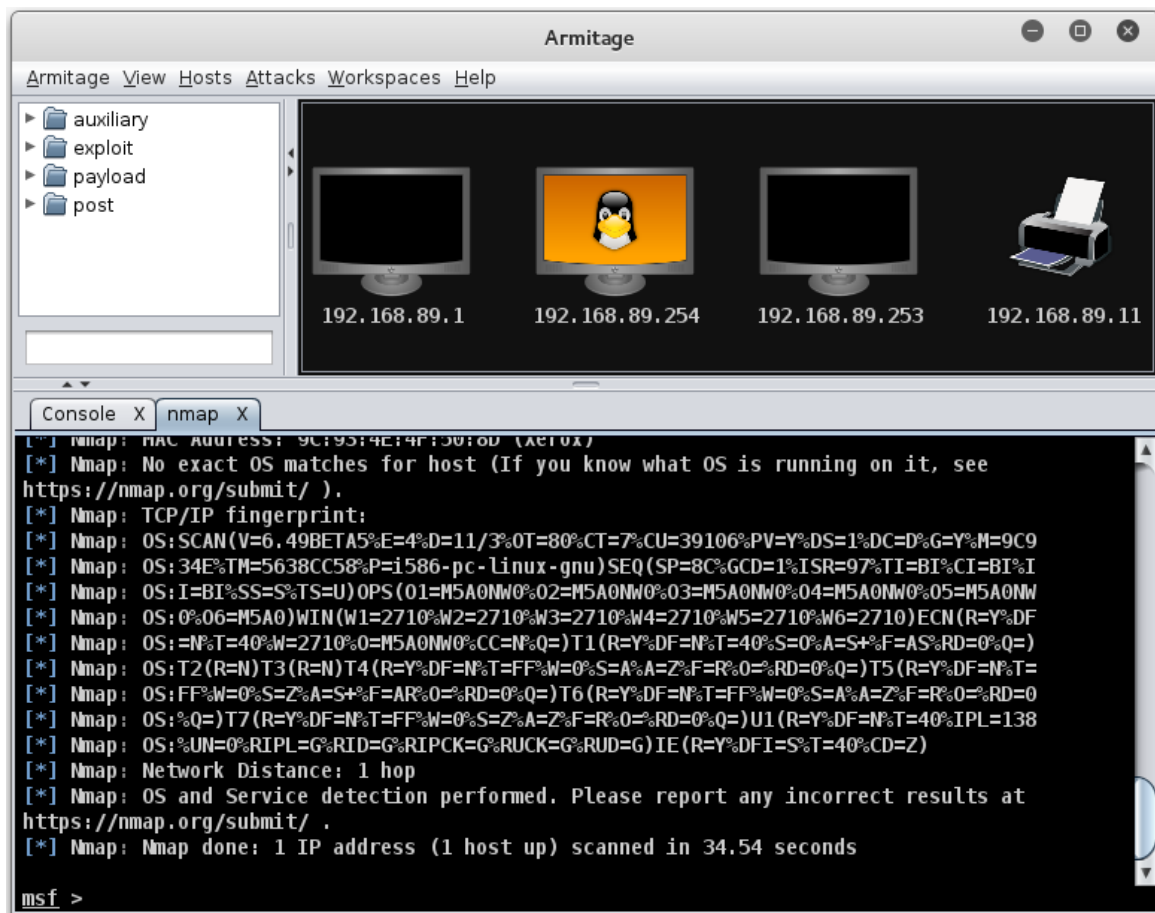 Armitage
Armitage View Hosts Attacks Workspaces Help
auxiliary
exploit
payload
post
192.168.89.1
192.168.89.254
192.168.89.253
192.168.89.11
Console X
nmap X
[*] Nmap: MAC Address: 9C:93:4E:4F:50:8D (Xerox)
[*] Nmap: No exact OS matches for host (If you know what OS is running on it, see
https://nmap.org/submit/ ).
[*] Nmap: TCP/IP fingerprint:
[*] Nmap: OS:SCAN(V=6.49BETA5%E=4%D=11/3%OT=80%CT=7%CU=39106%PV=Y%DS=1%DC=D%G=Y%M=9C9
[*] Nmap: OS:34E%TM=5638CC58%P=i586-pc-linux-gnu)SEQ(SP=8C%GCD=1%ISR=97%TI=BI%CI=BI%I
[*] Nmap: OS:I=BI%SS=S%TS=U)OPS(O1=M5A0NW0%O2=M5A0NW0%O3=M5A0NW0%O4=M5A0NW0%O5=M5A0NW
[*] Nmap: OS:0%O6=M5A0)WIN(W1=2710%W2=2710%W3=2710%W4=2710%W5=2710%W6=2710)ECN(R=Y%DF
[*] Nmap: OS:=N%T=40%W=2710%O=M5A0NW0%CC=N%Q=)T1(R=Y%DF=N%T=40%S=O%A=S+%F=AS%RD=0%Q=)
[*] Nmap: OS:T2(R=N)T3(R=N)T4(R=Y%DF=N%T=FF%W=0%S=A%A=Z%F=R%O=%RD=0%Q=)T5(R=Y%DF=N%T=
[*] Nmap: OS:FF%W=0%S=Z%A=S+%F=AR%O=%RD=0%Q=)T6(R=Y%DF=N%T=FF%W=0%S=A%A=Z%F=R%O=%RD=0
[*] Nmap: OS:%Q=)T7(R=Y%DF=N%T=FF%W=0%S=Z%A=Z%F=R%O=%RD=0%Q=)U1(R=Y%DF=N%T=40%IPL=138
[*] Nmap: OS:%UN=0%RIPL=G%RID=G%RIPCK=G%RUCK=G%RUD=G)IE(R=Y%DFI=S%T=40%CD=Z)
[*] Nmap: Network Distance: 1 hop
[*] Nmap: OS and Service detection performed. Please report any incorrect results at
https://nmap.org/submit/ .
[*] Nmap: Nmap done: 1 IP address (1 host up) scanned in 34.54 seconds
msf >